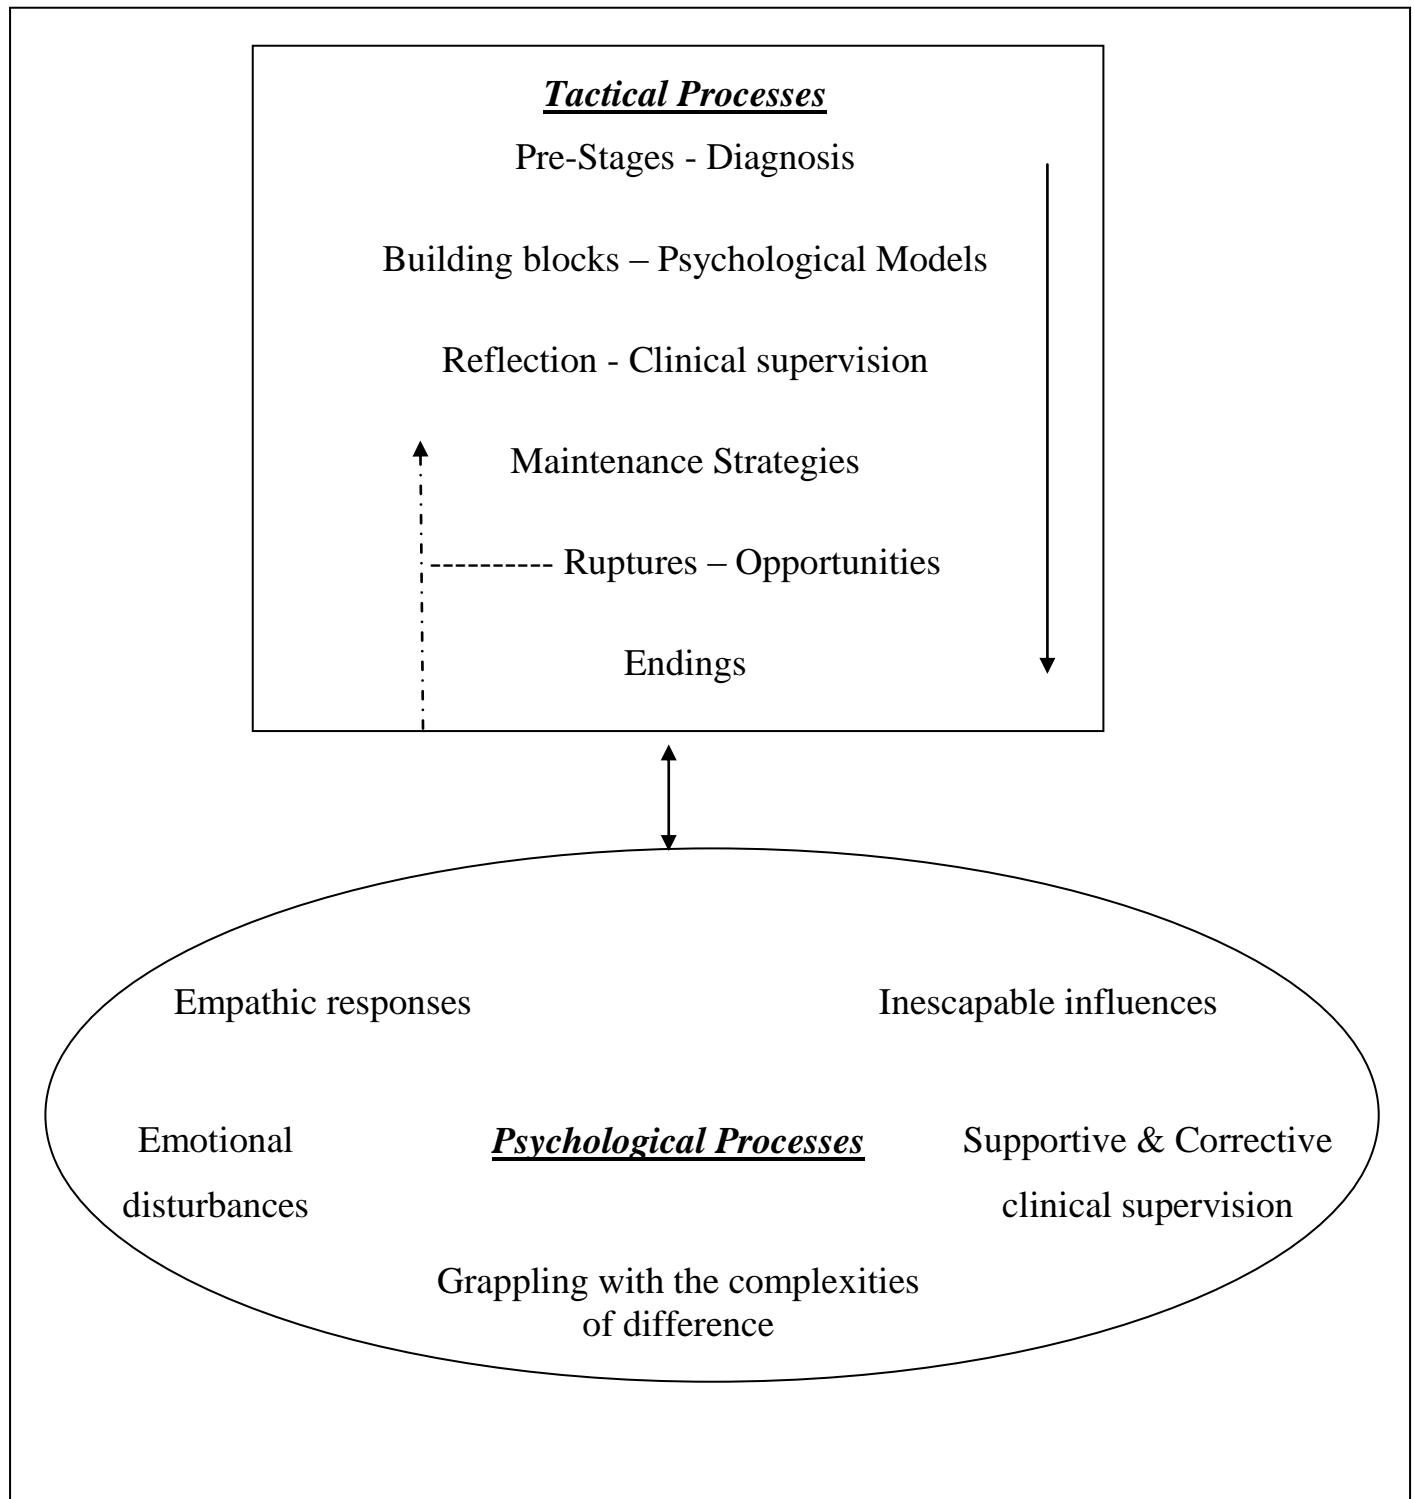 Tactical Processes
Pre-Stages - Diagnosis
Building blocks – Psychological Models
Reflection - Clinical supervision
Maintenance Strategies
Ruptures – Opportunities
Endings
Empathic responses
Inescapable influences
Emotional
disturbances
Psychological Processes
Supportive & Corrective
clinical supervision
Grappling with the complexities
of difference